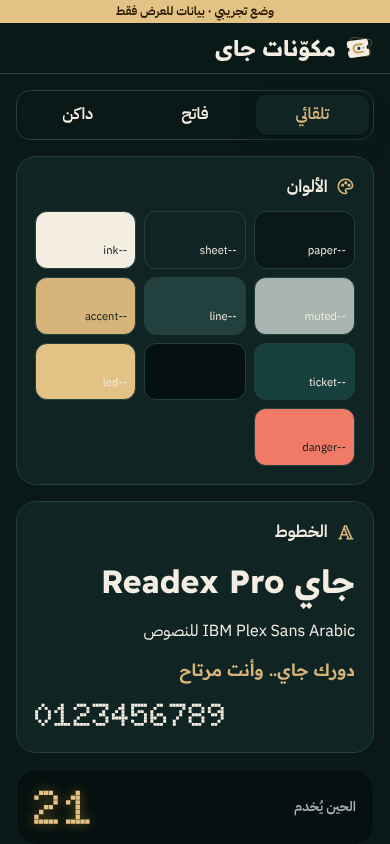 وضع تجريبي · بيانات للعرض فقط
مكوّنات جاى
تلقائي
فاتح
داكن
الألوان
paper--
sheet--
ink--
muted--
line--
accent--
ticket--
led--
danger--
الخطوط
جاي Readex Pro
IBM Plex Sans Arabic للنصوص
دورك جاي.. وأنت مرتاح
0123456789
الحين يُخدم
21